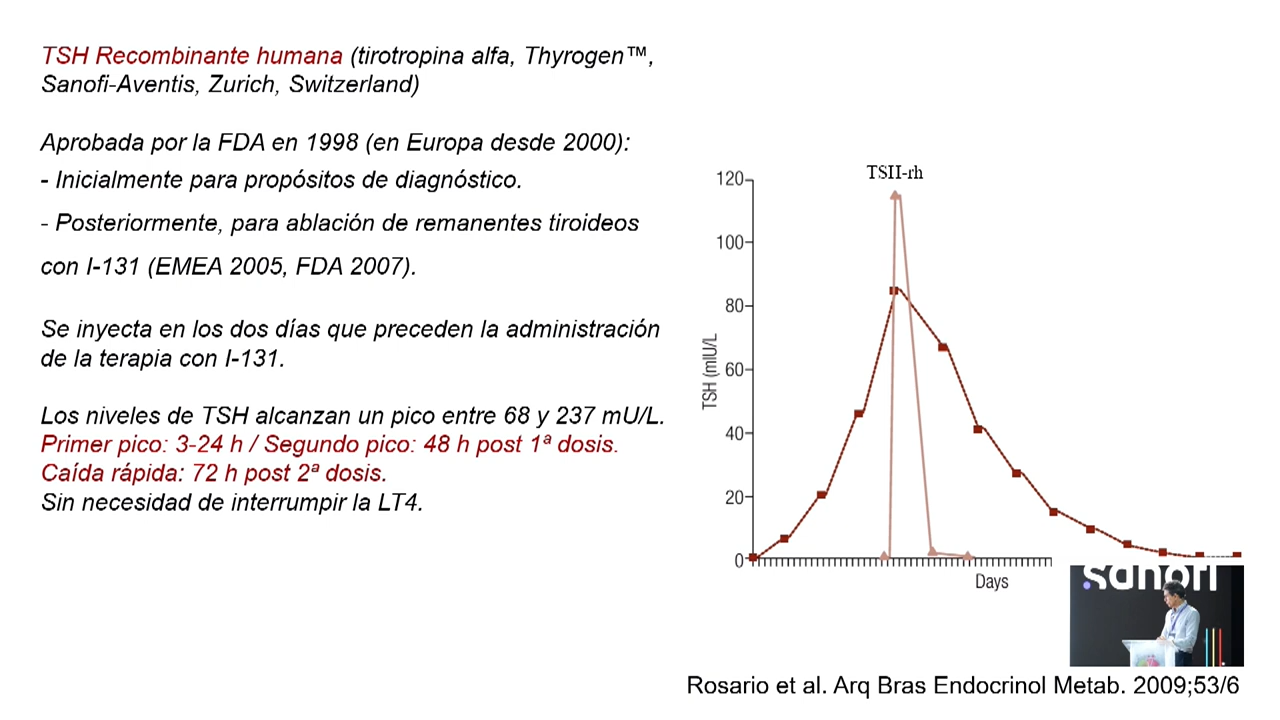 TSH Recombinante humana (tirotropina alfa, Thyrogen™,
Sanofi-Aventis, Zurich, Switzerland)
Aprobada por la FDA en 1998 (en Europa desde 2000):
- Inicialmente para propósitos de diagnóstico.
- Posteriormente, para ablación de remanentes tiroideos
con I-131 (EMEA 2005, FDA 2007).
Se inyecta en los dos días que preceden la administración
de la terapia con I-131.
Los niveles de TSH alcanzan un pico entre 68 y 237 mU/L.
Primer pico: 3-24 h / Segundo pico: 48 h post 1ª dosis.
Caída rápida: 72 h post 2ª dosis.
Sin necesidad de interrumpir la LT4.
TSII-rh
120
100
80
60
40
20
0
TSH (mIU/L
Days
sanofi
Rosario et al. Arq Bras Endocrinol Metab. 2009;53/6